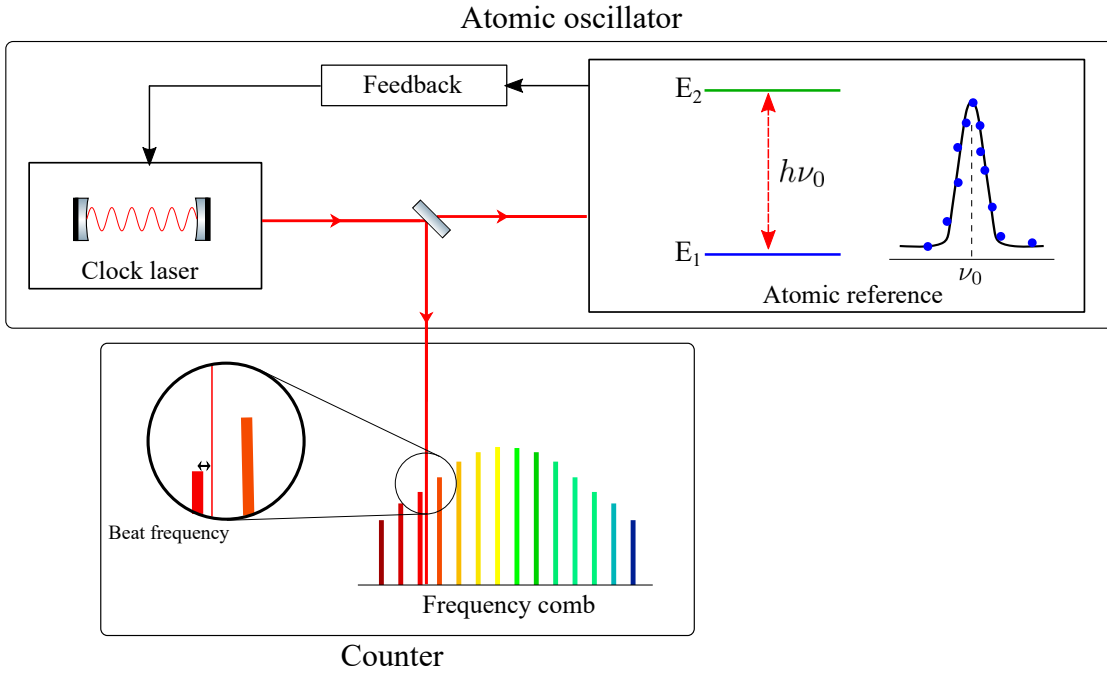 Atomic oscillator
Feedback
E₂
hν₀
E₁
ν₀
Clock laser
Atomic reference
Beat frequency
Frequency comb
Counter